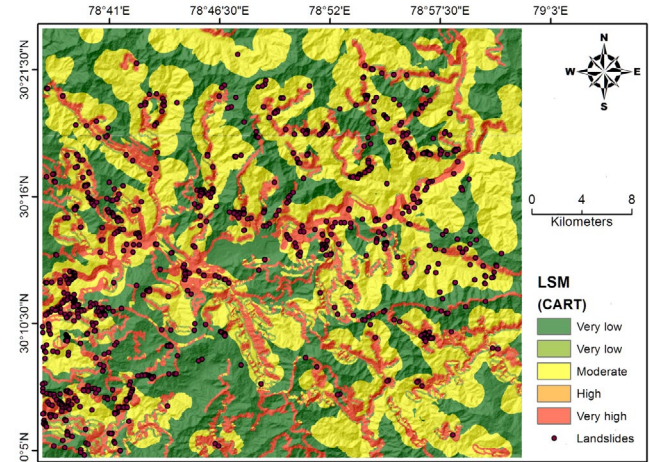 78°41'E 78°46'30"E 78°52'E 78°57'30"E 79°3'E
30°21'30"N
30°16'N
30°10'30"N
0°5'N
N
W E
S
0 4 8
Kilometers
LSM
(CART)
Very low
Very low
Moderate
High
Very high
Landslides